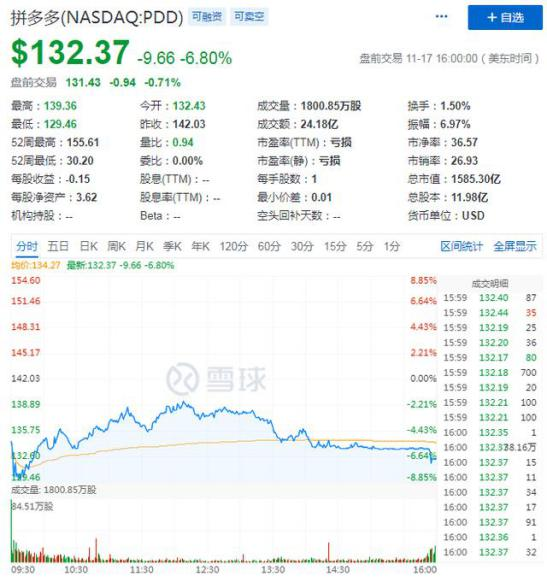 拼多多(NASDAQ:PDD) 可融资 可卖空 ... + 自选
$132.37 -9.66 -6.80% 盘前交易 11-17 16:00:00 (美东时间)
盘前交易 131.43 -0.94 -0.71%
最高：139.36 今开：132.43 成交量：1800.85万股 换手：1.50%
最低：129.46 昨收：142.03 成交额：24.18亿 振幅：6.97%
52周最高：155.61 量比：0.94 市盈率(TTM)：亏损 市净率：36.57
52周最低：30.20 委比：0.00% 市盈率(静)：亏损 市销率：26.93
每股收益：-0.15 股息(TTM)：-- 每手股数：1 总市值：1585.30亿
每股净资产：3.62 股息率(TTM)：-- 最小价差：0.01 总股本：11.98亿
机构持股：-- Beta：-- 空头回补天数：-- 货币单位：USD
分时 五日 日K 周K 月K 季K 年K 120分 60分 30分 15分 5分 1分 区间统计 全屏显示
均价:134.27 最新:132.37 -9.66 -6.80% 成交明细
154.60 8.85%
151.46 6.64%
148.31 4.43%
145.17 2.21%
142.03 0.00%
138.89 -2.21%
135.75 -4.43%
132.60 -6.64%
129.46 -8.85%
雪球
15:59 132.40 87
15:59 132.44 35
15:59 132.19 25
15:59 132.20 36
15:59 132.17 80
15:59 132.18 700
15:59 132.19 20
15:59 132.21 100
15:59 132.21 100
16:00 132.35 1
16:00 132.37 38.16万
16:00 132.37 15
16:00 132.37 11
16:00 132.37 34
16:00 132.37 17
16:00 132.37 91
16:00 132.36 1
16:00 132.37 32
成交量: 1800.85万股
84.51万股
09:30 10:30 11:30 12:30 13:30 14:30 16:00